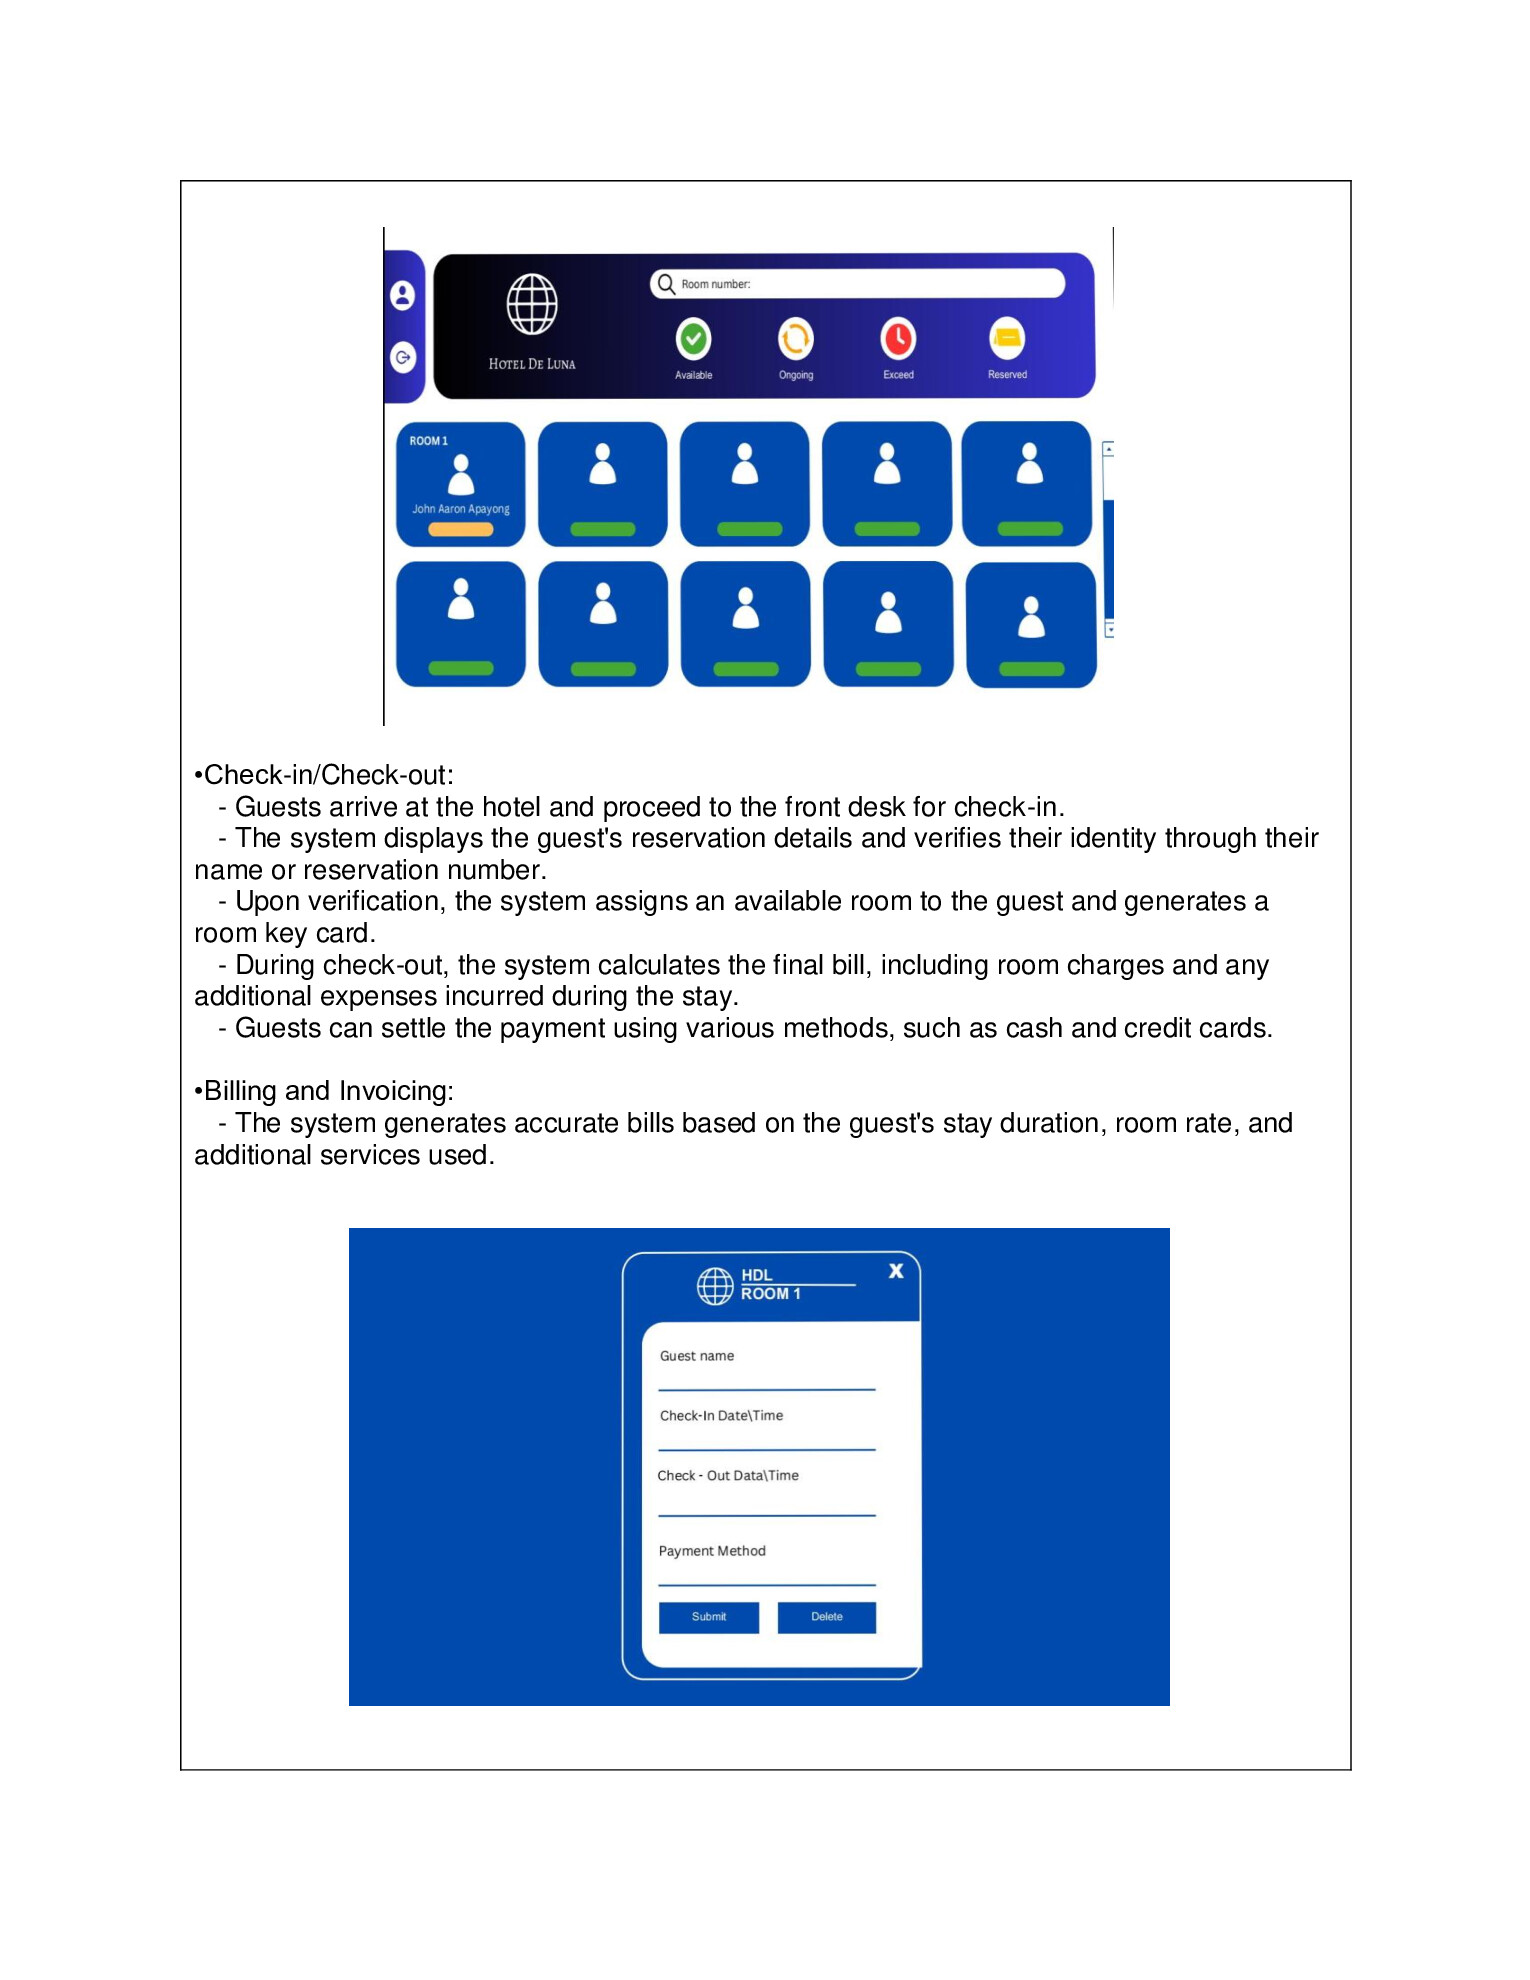 Room number:
HOTEL DE LUNA
Available
Ongoing
Exceed
Reserved
ROOM 1
John Aaron Apayong
•Check-in/Check-out:
- Guests arrive at the hotel and proceed to the front desk for check-in.
- The system displays the guest's reservation details and verifies their identity through their
name or reservation number.
- Upon verification, the system assigns an available room to the guest and generates a
room key card.
- During check-out, the system calculates the final bill, including room charges and any
additional expenses incurred during the stay.
- Guests can settle the payment using various methods, such as cash and credit cards.
•Billing and Invoicing:
- The system generates accurate bills based on the guest's stay duration, room rate, and
additional services used.
HDL
X
ROOM 1
Guest name
Check-In Date\Time
Check - Out Data\Time
Payment Method
Submit
Delete